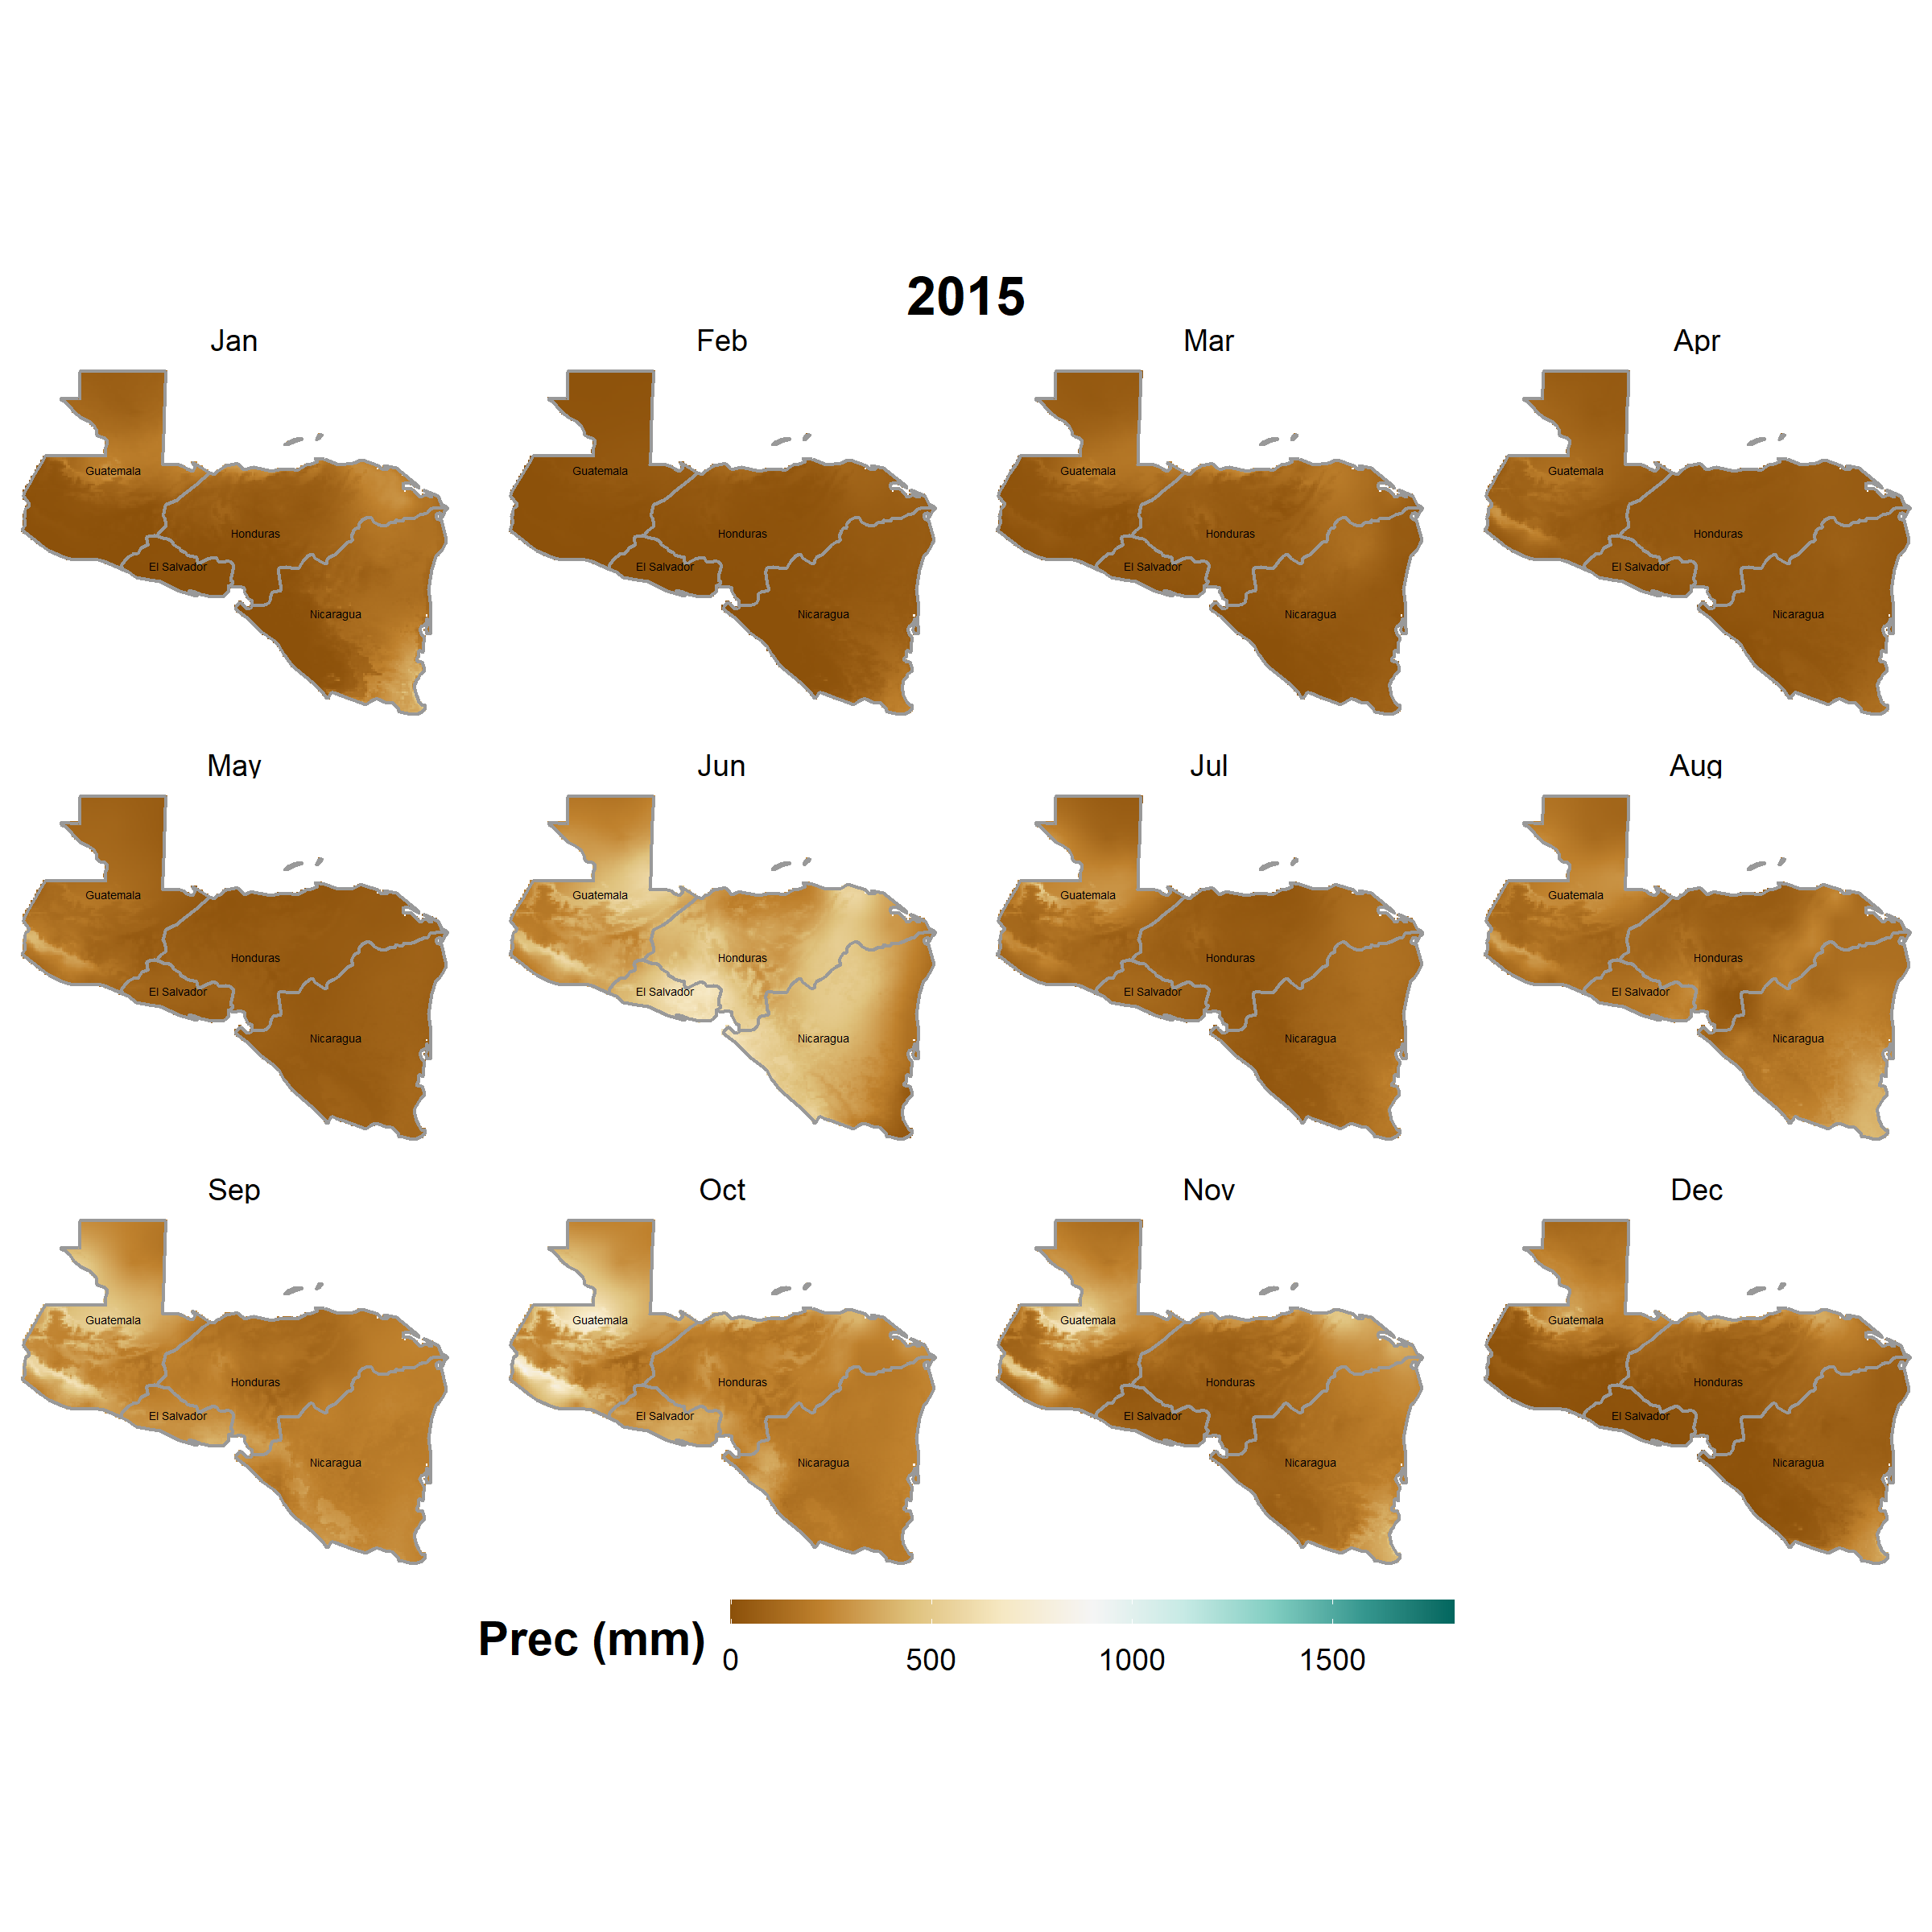 2015
Jan Feb Mar Apr
Guatemala Guatemala Guatemala Guatemala
Honduras Honduras Honduras Honduras
El Salvador El Salvador El Salvador El Salvador
Nicaragua Nicaragua Nicaragua Nicaragua
May Jun Jul Aug
Guatemala Guatemala Guatemala Guatemala
Honduras Honduras Honduras Honduras
El Salvador El Salvador El Salvador El Salvador
Nicaragua Nicaragua Nicaragua Nicaragua
Sep Oct Nov Dec
Guatemala Guatemala Guatemala Guatemala
Honduras Honduras Honduras Honduras
El Salvador El Salvador El Salvador El Salvador
Nicaragua Nicaragua Nicaragua Nicaragua
Prec (mm)
0 500 1000 1500